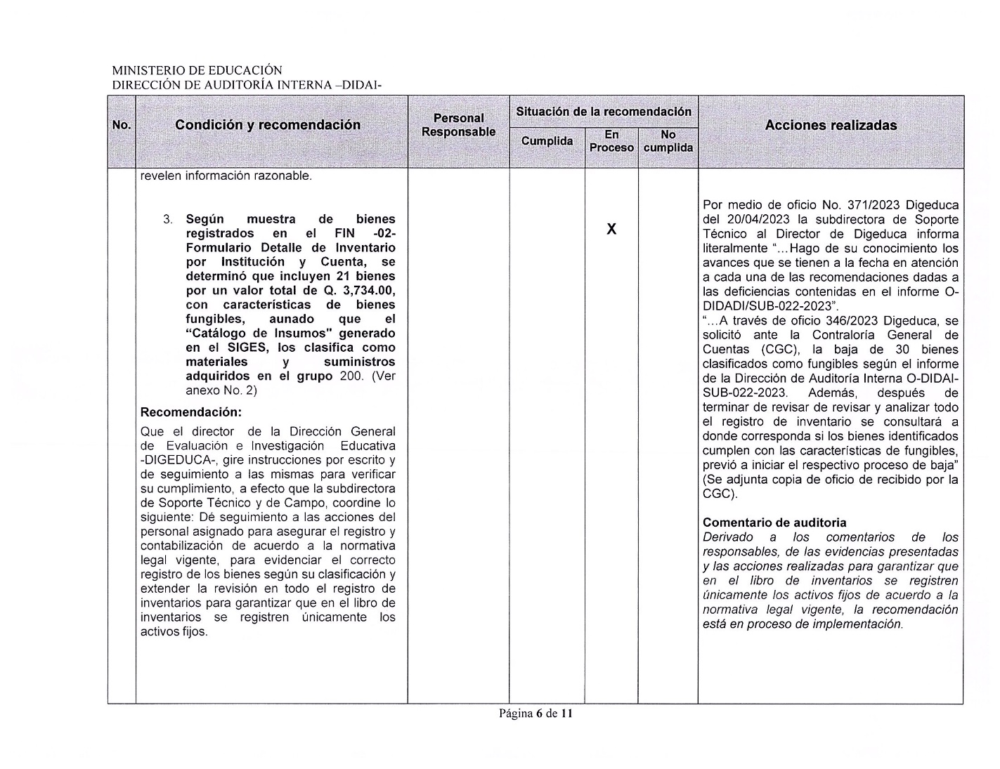 MINISTERIO DE EDUCACIÓN
DIRECCIÓN DE AUDITORÍA INTERNA –DIDAI-
No.
Condición y recomendación
Personal
Responsable
Situación de la recomendación
Cumplida
En
Proceso
No
cumplida
Acciones realizadas
revelen información razonable.
3. Según muestra de bienes
registrados en el FIN -02-
Formulario Detalle de Inventario
por Institución y Cuenta, se
determinó que incluyen 21 bienes
por un valor total de Q. 3,734.00,
con características de bienes
fungibles, aunado que el
“Catálogo de Insumos" generado
en el SIGES, los clasifica como
materiales y suministros
adquiridos en el grupo 200. (Ver
anexo No. 2)
Recomendación:
Que el director de la Dirección General
de Evaluación e Investigación Educativa
-DIGEDUCA-, gire instrucciones por escrito y
de seguimiento a las mismas para verificar
su cumplimiento, a efecto que la subdirectora
de Soporte Técnico y de Campo, coordine lo
siguiente: Dé seguimiento a las acciones del
personal asignado para asegurar el registro y
contabilización de acuerdo a la normativa
legal vigente, para evidenciar el correcto
registro de los bienes según su clasificación y
extender la revisión en todo el registro de
inventarios para garantizar que en el libro de
inventarios se registren únicamente los
activos fijos.
X
Por medio de oficio No. 371/2023 Digeduca
del 20/04/2023 la subdirectora de Soporte
Técnico al Director de Digeduca informa
literalmente “…Hago de su conocimiento los
avances que se tienen a la fecha en atención
a cada una de las recomendaciones dadas a
las deficiencias contenidas en el informe O-
DIDADI/SUB-022-2023”.
“…A través de oficio 346/2023 Digeduca, se
solicitó ante la Contraloría General de
Cuentas (CGC), la baja de 30 bienes
clasificados como fungibles según el informe
de la Dirección de Auditoría Interna O-DIDAI-
SUB-022-2023. Además, después de
terminar de revisar de revisar y analizar todo
el registro de inventario se consultará a
donde corresponda si los bienes identificados
cumplen con las características de fungibles,
previó a iniciar el respectivo proceso de baja”
(Se adjunta copia de oficio de recibido por la
CGC).
Comentario de auditoria
Derivado a los comentarios de los
responsables, de las evidencias presentadas
y las acciones realizadas para garantizar que
en el libro de inventarios se registren
únicamente los activos fijos de acuerdo a la
normativa legal vigente, la recomendación
está en proceso de implementación.
Página 6 de 11